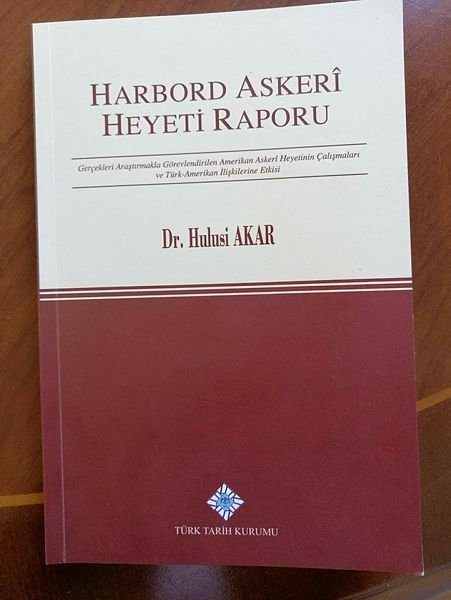 HARBORD ASKERÎ
HEYETİ RAPORU
Gerçekleri Araştırmakla Görevlendirilen Amerikan Askerî Heyetinin Çalışmaları
ve Türk-Amerikan İlişkilerine Etkisi
Dr. Hulusi AKAR
TÜRK TARİH KURUMU